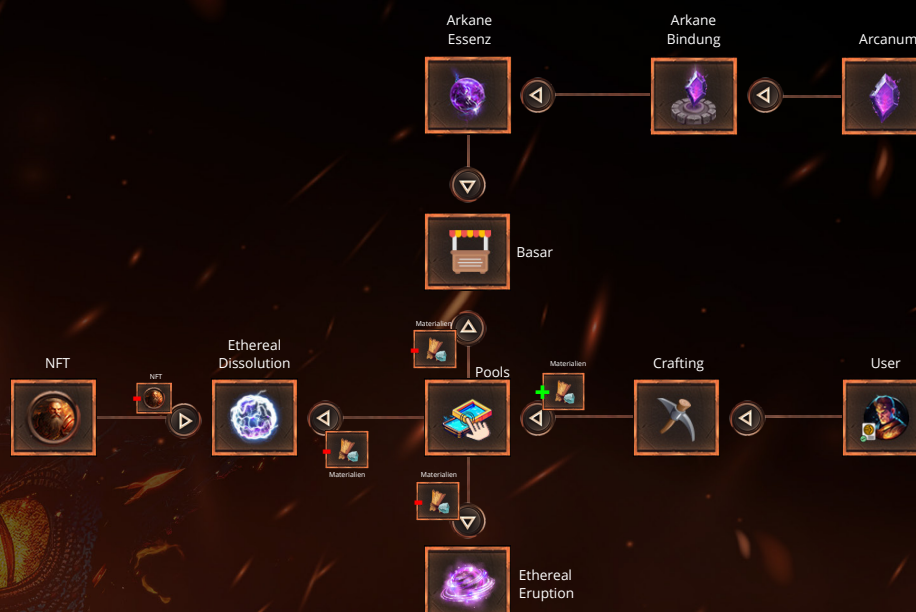 Arkane
Essenz
Arkane
Bindung
Arcanum
Basar
Materialien
Ethereal
Dissolution
NFT
NFT
Pools
Materialien
Crafting
User
Materialien
Materialien
Ethereal
Eruption